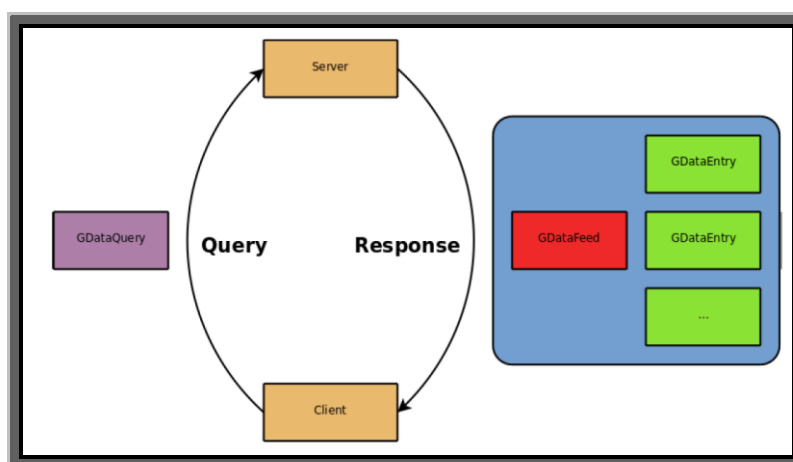 Server
GDataEntry
GDataQuery
Query
Response
GDataFeed
GDataEntry
...
Client